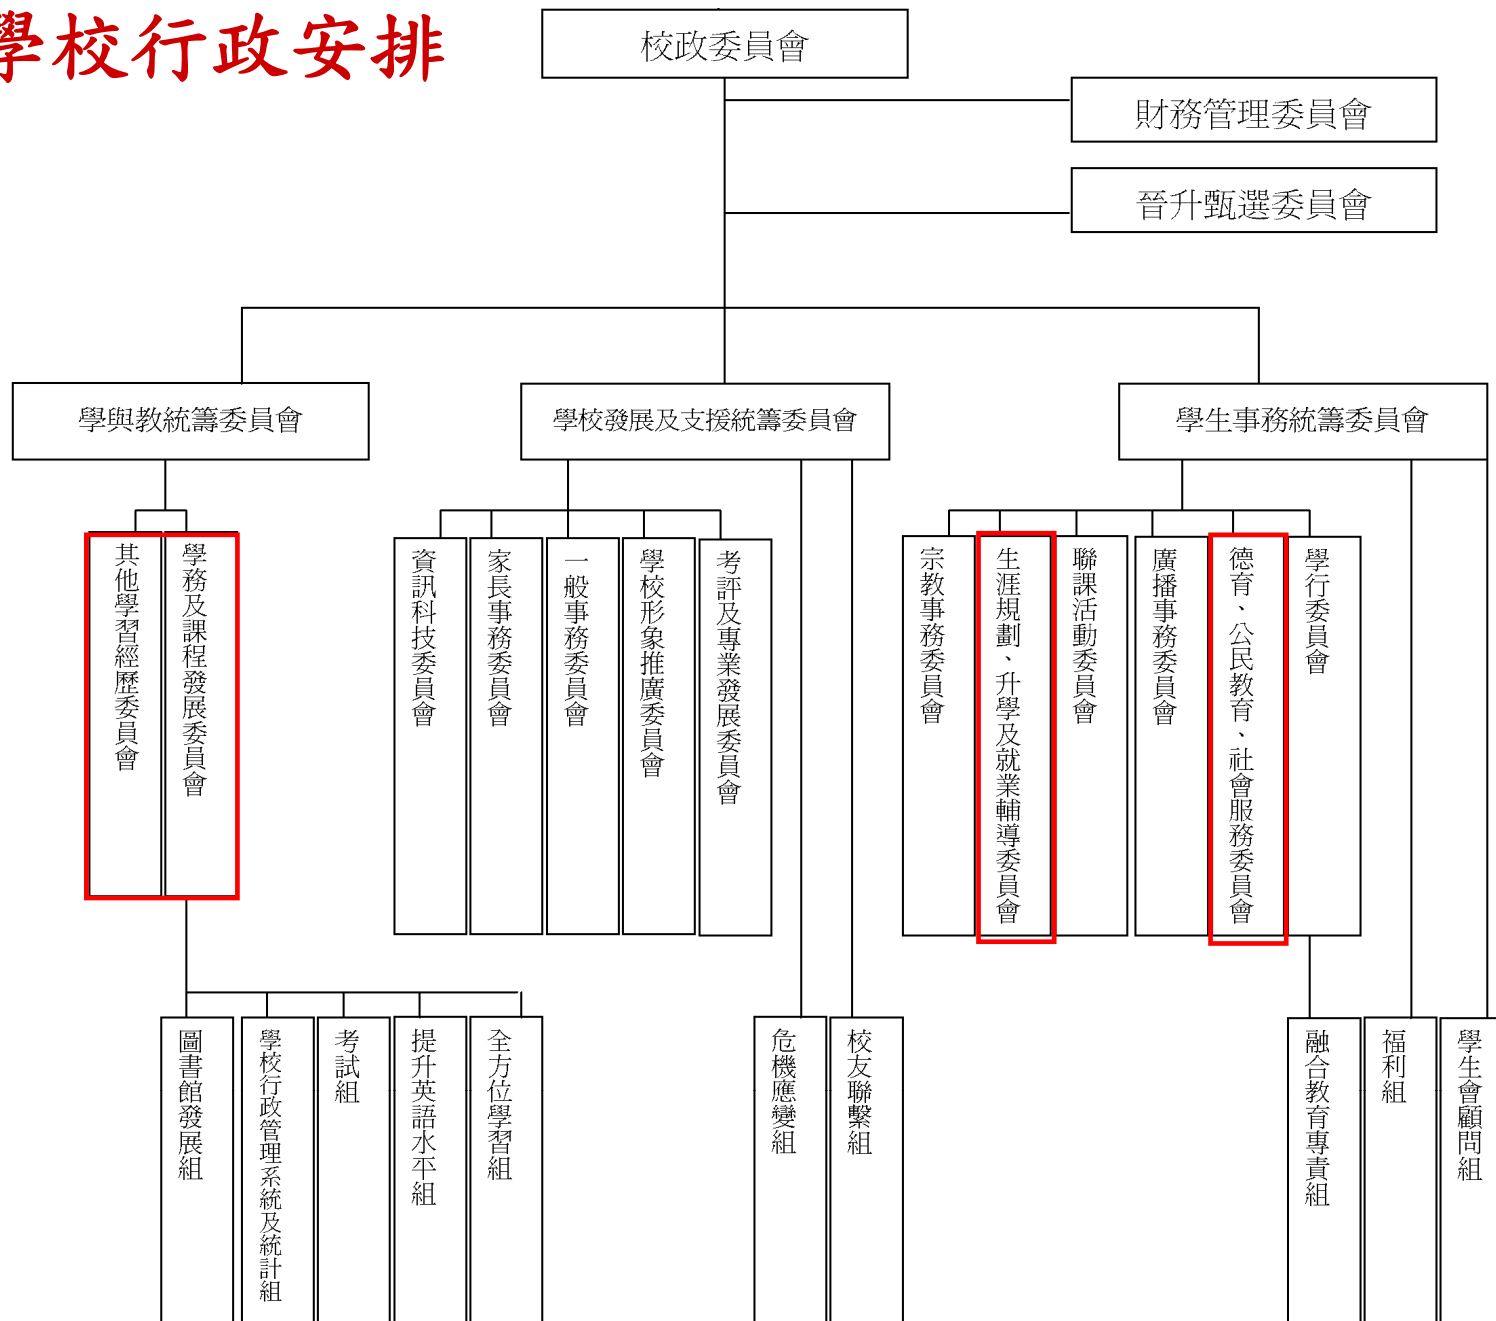 學校行政安排
校政委員會
財務管理委員會
晉升甄選委員會
學與教統籌委員會
學校發展及支援統籌委員會
學生事務統籌委員會
其他學習經歷委員會
學務及課程發展委員會
資訊科技委員會
家長事務委員會
一般事務委員會
學校形象推廣委員會
考評及專業發展委員會
宗教事務委員會
生涯規劃、升學及就業輔導委員會
聯課活動委員會
廣播事務委員會
德育、公民教育、社會服務委員會
學行委員會
圖書館發展組
學校行政管理系統及統計組
考試組
提升英語水平組
全方位學習組
危機應變組
校友聯繫組
融合教育專責組
福利組
學生會顧問組